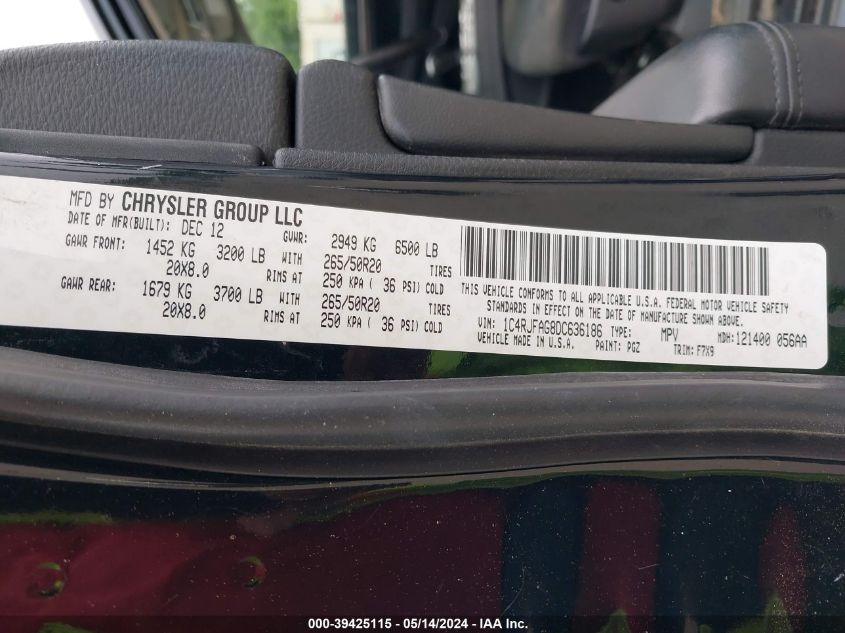 MFD BY CHRYSLER GROUP LLC
DATE OF MFR(BUILT): DEC 12 GVWR: 2949 KG 6500 LB
GAWR FRONT: 1452 KG 3200 LB WITH 265/50R20 TIRES
20X8.0 RIMS AT 250 KPA ( 36 PSI) COLD
GAWR REAR: 1679 KG 3700 LB WITH 265/50R20 TIRES
20X8.0 RIMS AT 250 KPA ( 36 PSI) COLD
THIS VEHICLE CONFORMS TO ALL APPLICABLE U.S.A. FEDERAL MOTOR VEHICLE SAFETY
STANDARDS IN EFFECT ON THE DATE OF MANUFACTURE SHOWN ABOVE.
VIN: 1C4RJFAG8DC636186 TYPE: MPV MDH:121400 056AA
VEHICLE MADE IN U.S.A. PAINT: PGZ TRIM: F7X9
000-39425115 - 05/14/2024 - IAA Inc.